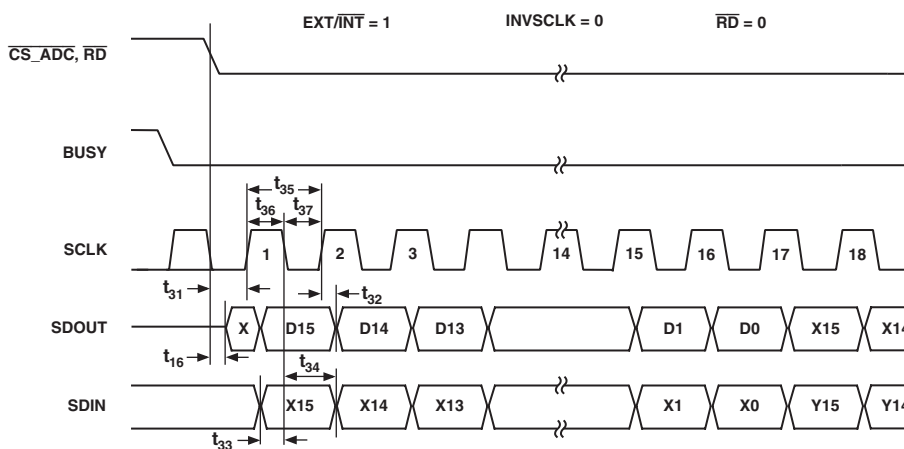 EXT/INT = 1 INVSCLK = 0 RD = 0
CS_ADC, RD
BUSY
t35
t36 t37
SCLK 1 2 3 14 15 16 17 18
t31 t32
SDOUT X D15 D14 D13 D1 D0 X15 X14
t16 t34
SDIN X15 X14 X13 X1 X0 Y15 Y14
t33